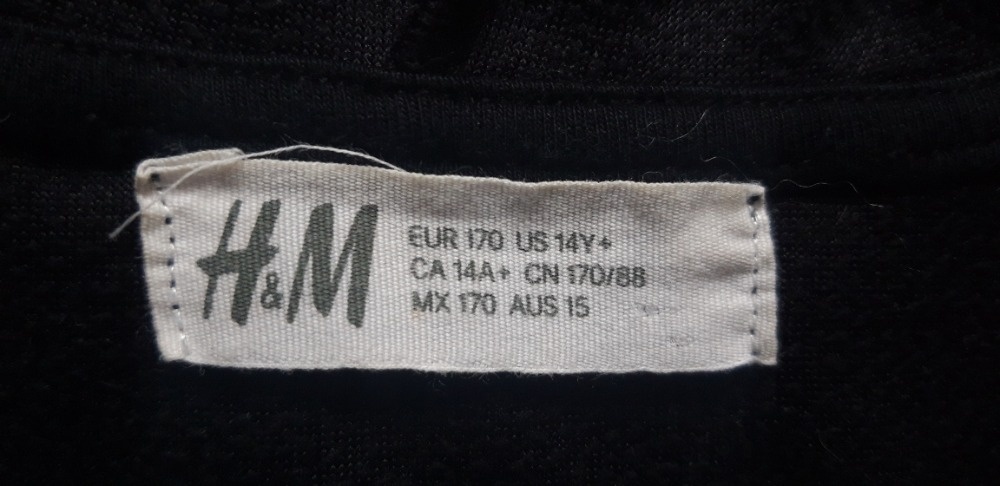 H&M
EUR 170 US 14Y+
CA 14A+ CN 170/88
MX 170 AUS 15